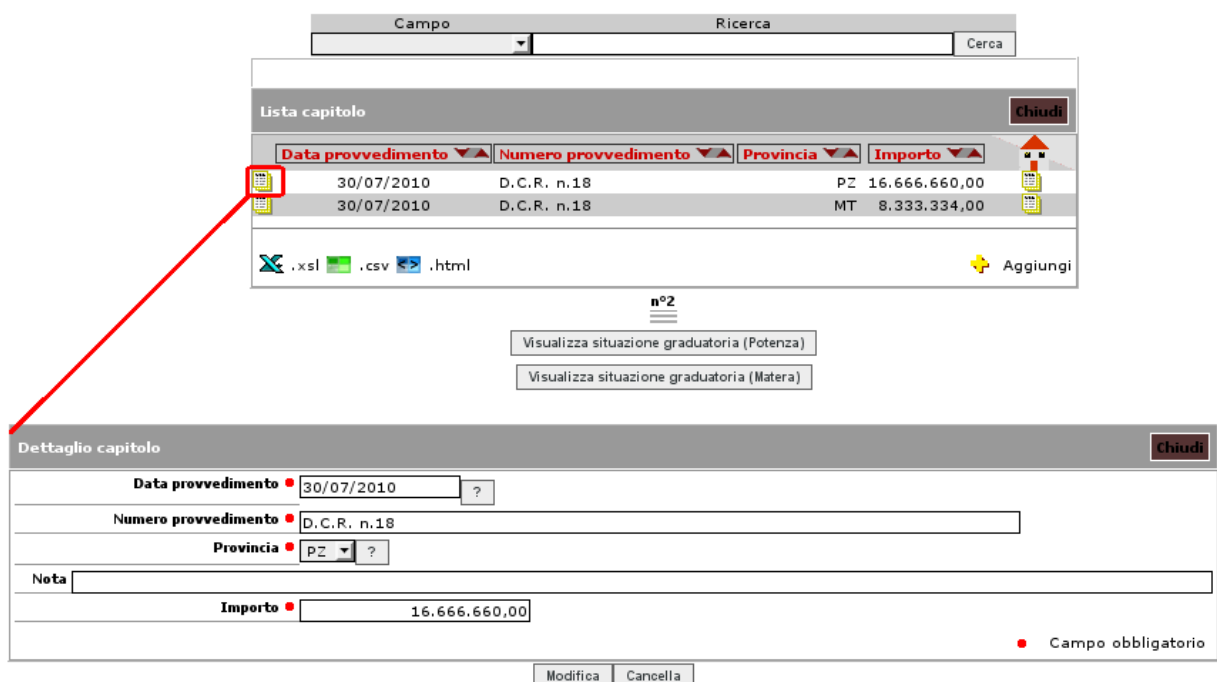 Campo Ricerca
Cerca
Lista capitolo Chiudi
Data provvedimento Numero provvedimento Provincia Importo
30/07/2010 D.C.R. n.18 PZ 16.666.660,00
30/07/2010 D.C.R. n.18 MT 8.333.334,00
.xsl .csv .html Aggiungi
n°2
Visualizza situazione graduatoria (Potenza)
Visualizza situazione graduatoria (Matera)
Dettaglio capitolo Chiudi
Data provvedimento 30/07/2010 ?
Numero provvedimento D.C.R. n.18
Provincia PZ ?
Nota
Importo 16.666.660,00
Campo obbligatorio
Modifica Cancella